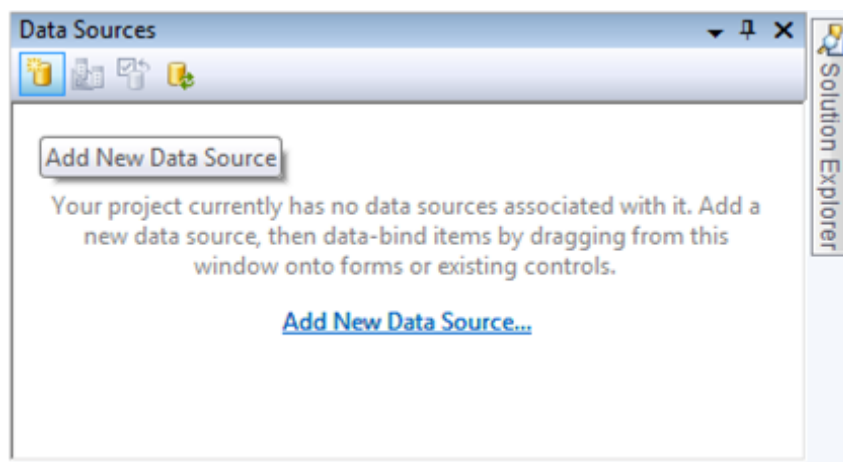 Data Sources
Solution Explorer
Add New Data Source
Your project currently has no data sources associated with it. Add a
new data source, then data-bind items by dragging from this
window onto forms or existing controls.
Add New Data Source...